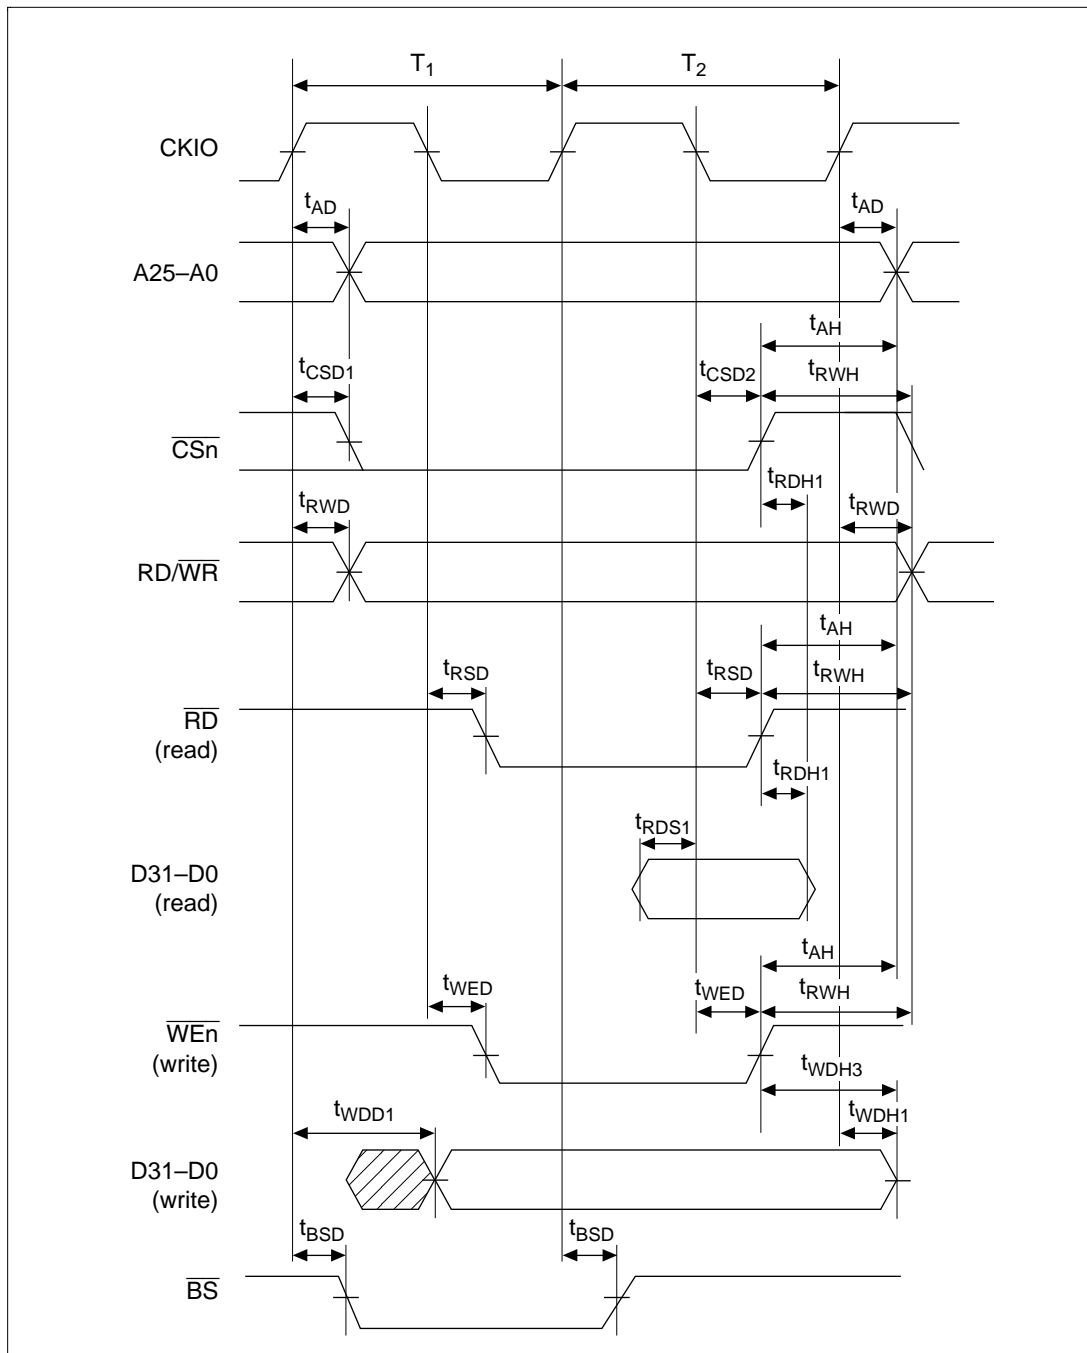 T1 T2
CKIO
tAD tAD
A25–A0
tAH
tCSD1 tCSD2 tRWH
CSn
tRDH1
tRWD tRWD
RD/WR
tAH
tRSD tRSD tRWH
RD
(read)
tRDH1
tRDS1
D31–D0
(read)
tAH
tWED tWED tRWH
WEn
(write)
tWDH3
tWDD1 tWDH1
D31–D0
(write)
tBSD tBSD
BS